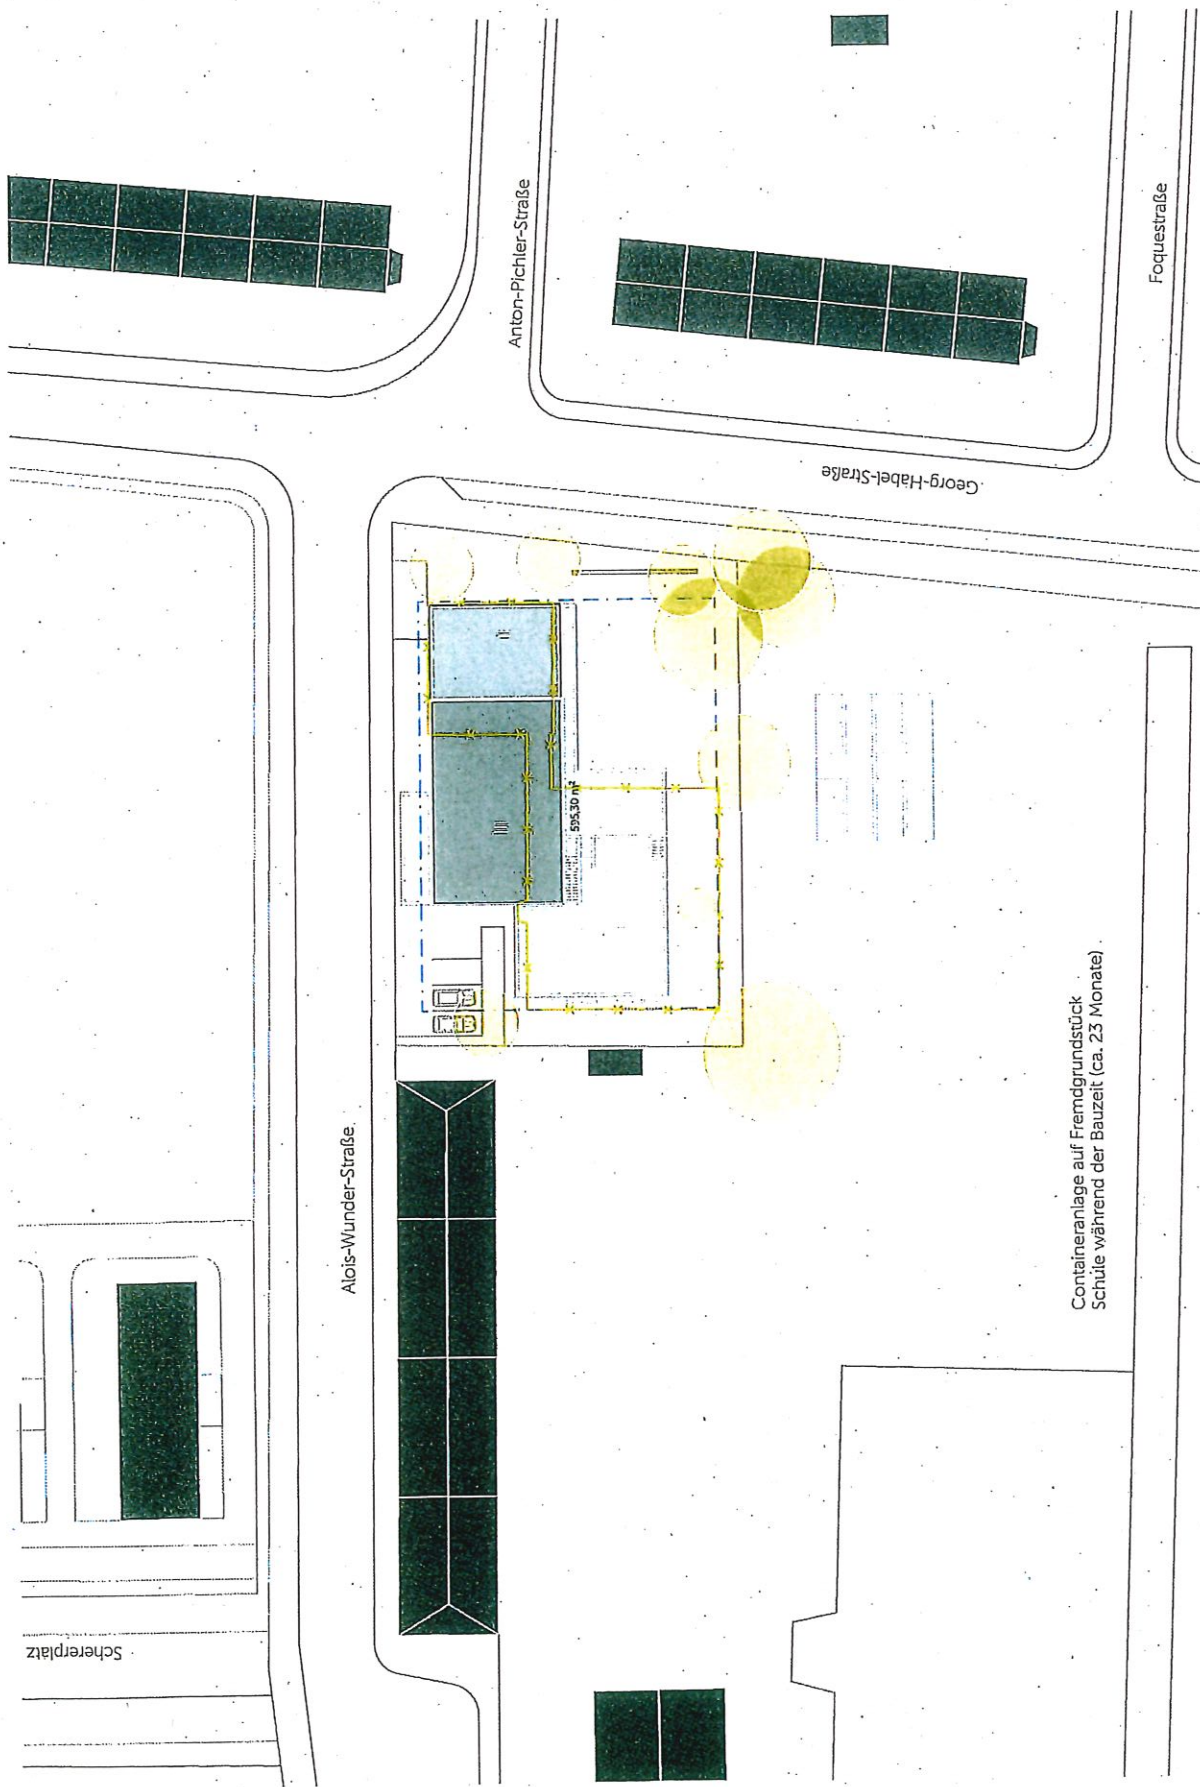 Schererplatz
Alois-Wunder-Straße
Anton-Pichler-Straße
Georg-Habel-Straße
Foquestraße
595,30 m²
Containeranlage auf Fremdgrundstück
Schule während der Bauzeit (ca. 23 Monate)